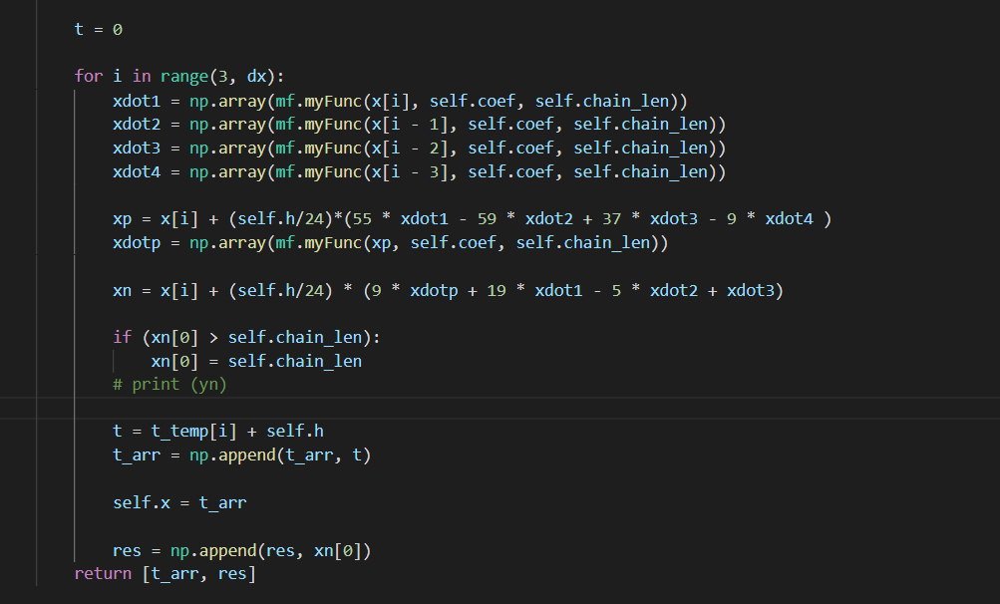 t = 0
for i in range(3, dx):
xdot1 = np.array(mf.myFunc(x[i], self.coef, self.chain_len))
xdot2 = np.array(mf.myFunc(x[i - 1], self.coef, self.chain_len))
xdot3 = np.array(mf.myFunc(x[i - 2], self.coef, self.chain_len))
xdot4 = np.array(mf.myFunc(x[i - 3], self.coef, self.chain_len))
xp = x[i] + (self.h/24)*(55 * xdot1 - 59 * xdot2 + 37 * xdot3 - 9 * xdot4 )
xdotp = np.array(mf.myFunc(xp, self.coef, self.chain_len))
xn = x[i] + (self.h/24) * (9 * xdotp + 19 * xdot1 - 5 * xdot2 + xdot3)
if (xn[0] > self.chain_len):
xn[0] = self.chain_len
# print (yn)
t = t_temp[i] + self.h
t_arr = np.append(t_arr, t)
self.x = t_arr
res = np.append(res, xn[0])
return [t_arr, res]